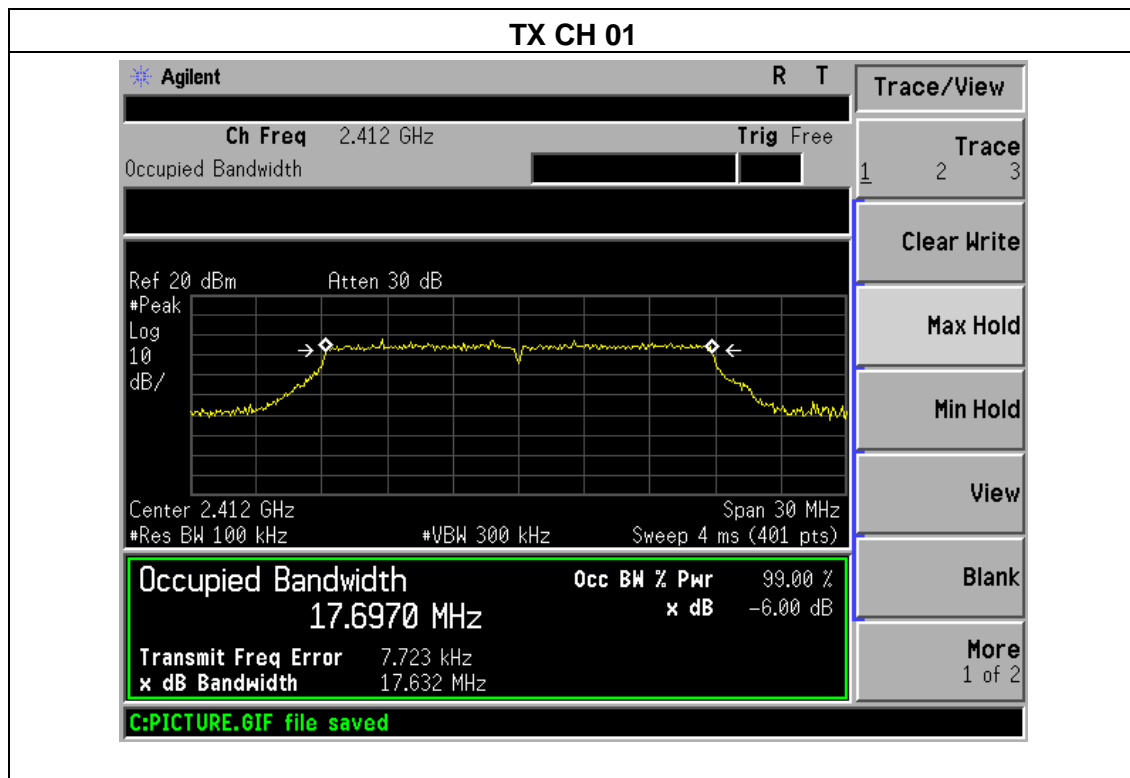 TX CH 01
Agilent R T
Ch Freq 2.412 GHz Trig Free
Occupied Bandwidth
Ref 20 dBm Atten 30 dB
#Peak
Log
10
dB/
Center 2.412 GHz Span 30 MHz
#Res BW 100 kHz #VBW 300 kHz Sweep 4 ms (401 pts)
Occupied Bandwidth Occ BW % Pwr 99.00 %
17.6970 MHz x dB -6.00 dB
Transmit Freq Error 7.723 kHz
x dB Bandwidth 17.632 MHz
C:PICTURE.GIF file saved
Trace/View
Trace
1 2 3
Clear Write
Max Hold
Min Hold
View
Blank
More
1 of 2